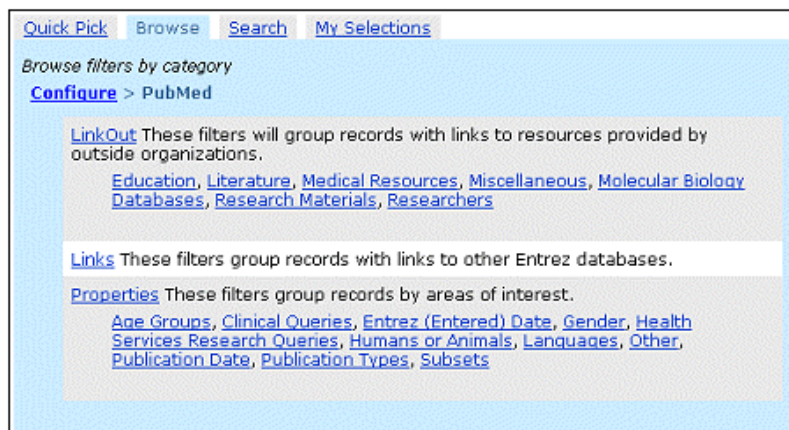 Quick Pick Browse Search My Selections
Browse filters by category
Configure > PubMed
LinkOut These filters will group records with links to resources provided by
outside organizations.
Education, Literature, Medical Resources, Miscellaneous, Molecular Biology
Databases, Research Materials, Researchers
Links These filters group records with links to other Entrez databases.
Properties These filters group records by areas of interest.
Age Groups, Clinical Queries, Entrez (Entered) Date, Gender, Health
Services Research Queries, Humans or Animals, Languages, Other,
Publication Date, Publication Types, Subsets